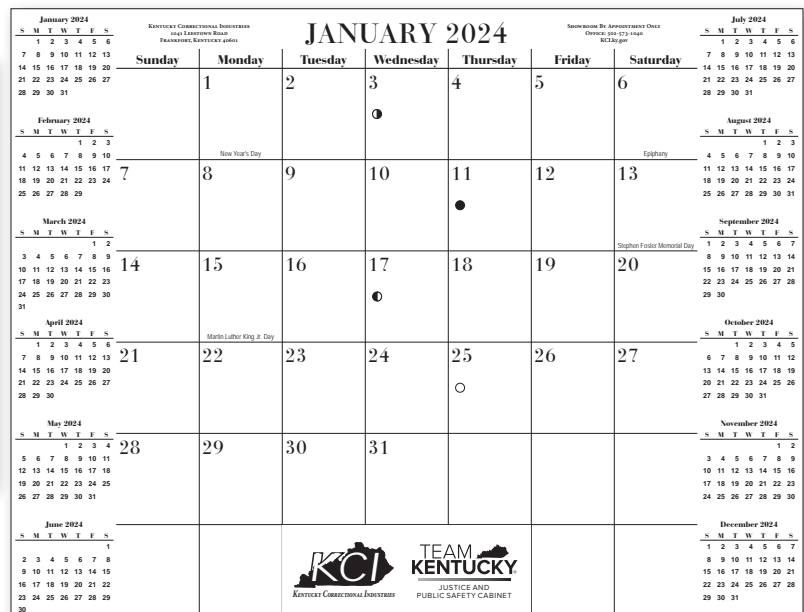 January 2024
S M T W T F S
1 2 3 4 5 6
7 8 9 10 11 12 13
14 15 16 17 18 19 20
21 22 23 24 25 26 27
28 29 30 31
February 2024
S M T W T F S
1 2 3
4 5 6 7 8 9 10
11 12 13 14 15 16 17
18 19 20 21 22 23 24
25 26 27 28 29
March 2024
S M T W T F S
1 2
3 4 5 6 7 8 9
10 11 12 13 14 15 16
17 18 19 20 21 22 23
24 25 26 27 28 29 30
31
April 2024
S M T W T F S
1 2 3 4 5 6
7 8 9 10 11 12 13
14 15 16 17 18 19 20
21 22 23 24 25 26 27
28 29 30
May 2024
S M T W T F S
1 2 3 4
5 6 7 8 9 10 11
12 13 14 15 16 17 18
19 20 21 22 23 24 25
26 27 28 29 30 31
June 2024
S M T W T F S
1
2 3 4 5 6 7 8
9 10 11 12 13 14 15
16 17 18 19 20 21 22
23 24 25 26 27 28 29
30
Kentucky Correctional Industries
1041 Leestown Road
Frankfort, Kentucky 40601
JANUARY 2024
Showroom By Appointment Only
Office: 502-573-1040
KCI.ky.gov
Sunday Monday Tuesday Wednesday Thursday Friday Saturday
1 2 3 4 5 6
New Year's Day Epiphany
7 8 9 10 11 12 13
Stephen Foster Memorial Day
14 15 16 17 18 19 20
Martin Luther King Jr. Day
21 22 23 24 25 26 27
28 29 30 31
KCI
Kentucky Correctional Industries
TEAM
KENTUCKY
JUSTICE AND
PUBLIC SAFETY CABINET
July 2024
S M T W T F S
1 2 3 4 5 6
7 8 9 10 11 12 13
14 15 16 17 18 19 20
21 22 23 24 25 26 27
28 29 30 31
August 2024
S M T W T F S
1 2 3
4 5 6 7 8 9 10
11 12 13 14 15 16 17
18 19 20 21 22 23 24
25 26 27 28 29 30 31
September 2024
S M T W T F S
1 2 3 4 5 6 7
8 9 10 11 12 13 14
15 16 17 18 19 20 21
22 23 24 25 26 27 28
29 30
October 2024
S M T W T F S
1 2 3 4 5
6 7 8 9 10 11 12
13 14 15 16 17 18 19
20 21 22 23 24 25 26
27 28 29 30 31
November 2024
S M T W T F S
1 2
3 4 5 6 7 8 9
10 11 12 13 14 15 16
17 18 19 20 21 22 23
24 25 26 27 28 29 30
December 2024
S M T W T F S
1 2 3 4 5 6 7
8 9 10 11 12 13 14
15 16 17 18 19 20 21
22 23 24 25 26 27 28
29 30 31